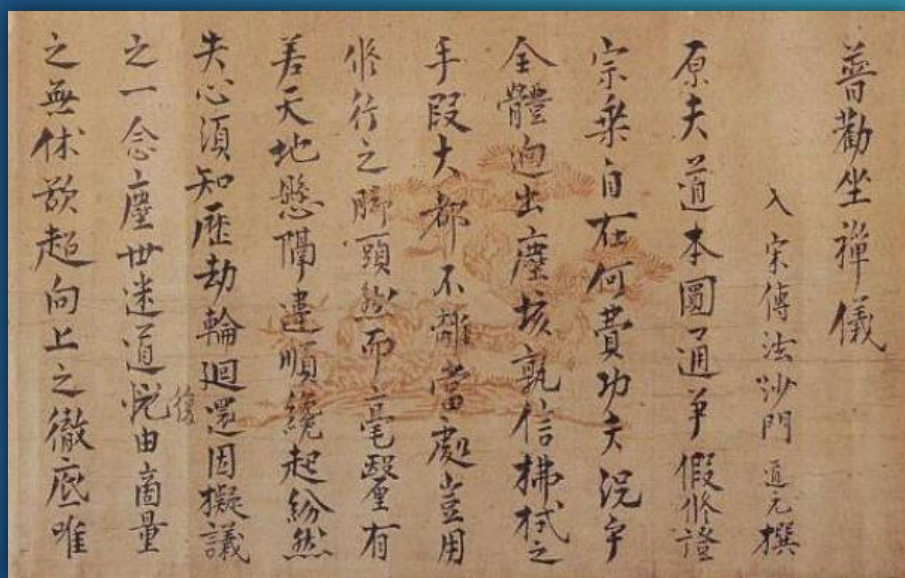 普勸坐禪儀
入宋傳法沙門 道元 撰
原夫道本圓通爭假修證
宗乘自在何費功夫況乎
全體迥出塵埃孰信拂拭之
手段大都不離當處豈用
修行之脚頭然而毫釐有
差天地懸隔違順纔起紛然
失心須知歷劫輪廻還因擬議
之一念塵世迷道復由商量
之無休欲超向上之徹底唯